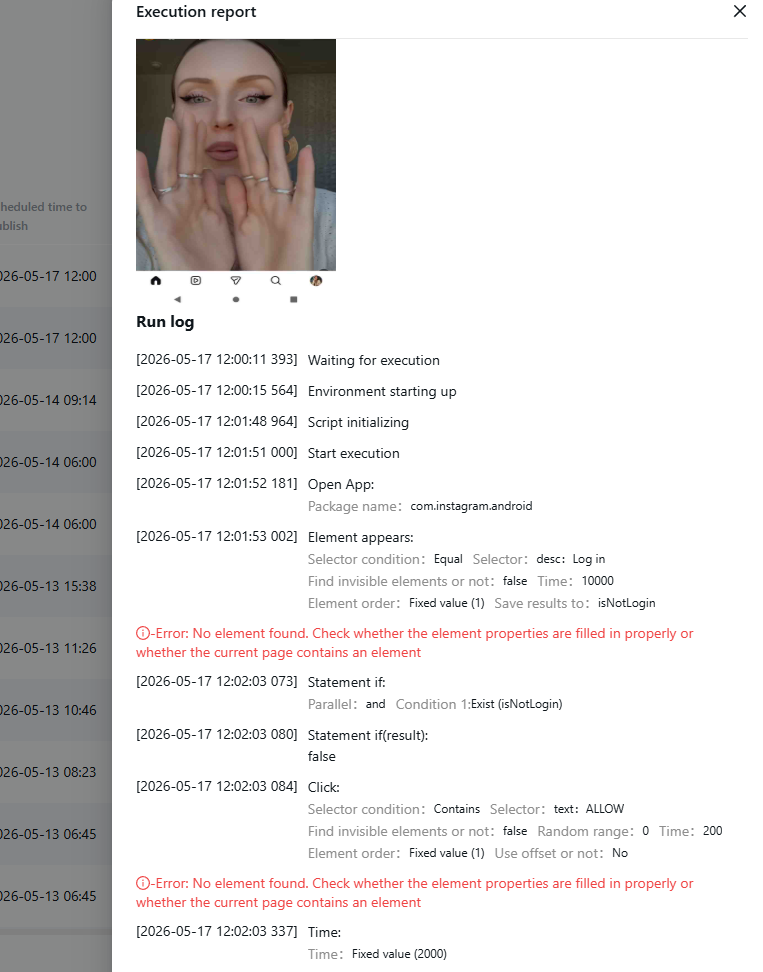 Execution report
heduled time to
ublish
026-05-17 12:00
026-05-17 12:00
026-05-14 09:14
026-05-14 06:00
026-05-14 06:00
026-05-13 15:38
026-05-13 11:26
026-05-13 10:46
026-05-13 08:23
026-05-13 06:45
026-05-13 06:45
Run log
[2026-05-17 12:00:11 393] Waiting for execution
[2026-05-17 12:00:15 564] Environment starting up
[2026-05-17 12:01:48 964] Script initializing
[2026-05-17 12:01:51 000] Start execution
[2026-05-17 12:01:52 181] Open App:
Package name: com.instagram.android
[2026-05-17 12:01:53 002] Element appears:
Selector condition: Equal Selector: desc: Log in
Find invisible elements or not: false Time: 10000
Element order: Fixed value (1) Save results to: isNotLogin
-Error: No element found. Check whether the element properties are filled in properly or
whether the current page contains an element
[2026-05-17 12:02:03 073] Statement if:
Parallel: and Condition 1:Exist (isNotLogin)
[2026-05-17 12:02:03 080] Statement if(result):
false
[2026-05-17 12:02:03 084] Click:
Selector condition: Contains Selector: text: ALLOW
Find invisible elements or not: false Random range: 0 Time: 200
Element order: Fixed value (1) Use offset or not: No
-Error: No element found. Check whether the element properties are filled in properly or
whether the current page contains an element
[2026-05-17 12:02:03 337] Time:
Time: Fixed value (2000)